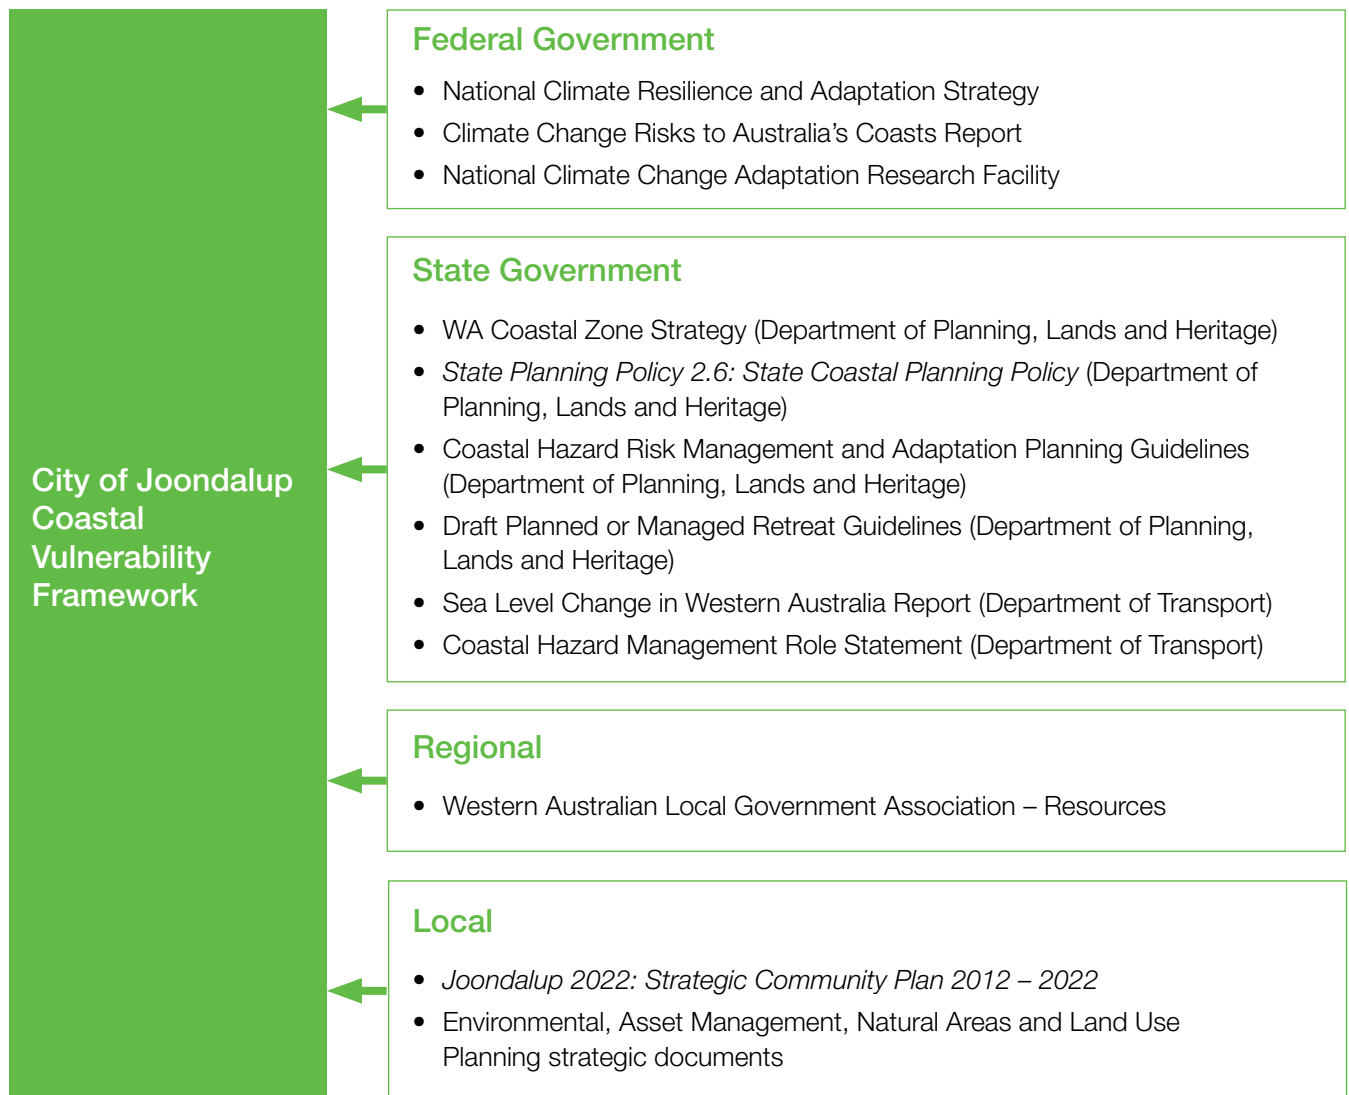 City of Joondalup
Coastal
Vulnerability
Framework
Federal Government
• National Climate Resilience and Adaptation Strategy
• Climate Change Risks to Australia’s Coasts Report
• National Climate Change Adaptation Research Facility
State Government
• WA Coastal Zone Strategy (Department of Planning, Lands and Heritage)
• State Planning Policy 2.6: State Coastal Planning Policy (Department of
Planning, Lands and Heritage)
• Coastal Hazard Risk Management and Adaptation Planning Guidelines
(Department of Planning, Lands and Heritage)
• Draft Planned or Managed Retreat Guidelines (Department of Planning,
Lands and Heritage)
• Sea Level Change in Western Australia Report (Department of Transport)
• Coastal Hazard Management Role Statement (Department of Transport)
Regional
• Western Australian Local Government Association – Resources
Local
• Joondalup 2022: Strategic Community Plan 2012 – 2022
• Environmental, Asset Management, Natural Areas and Land Use
Planning strategic documents